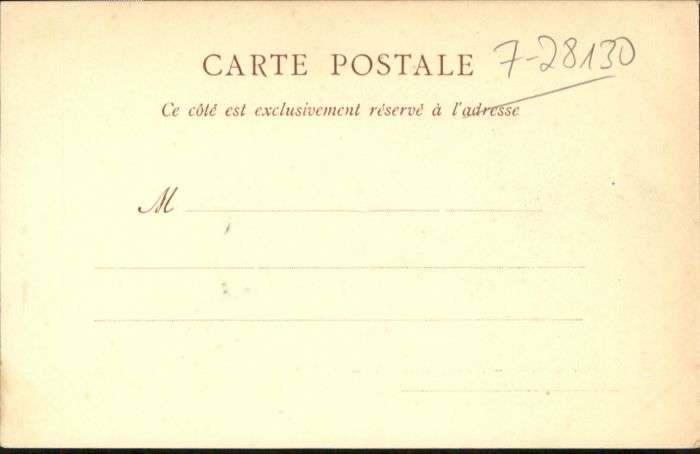 CARTE POSTALE 7-28130
Ce côté est exclusivement réservé à l'adresse
M